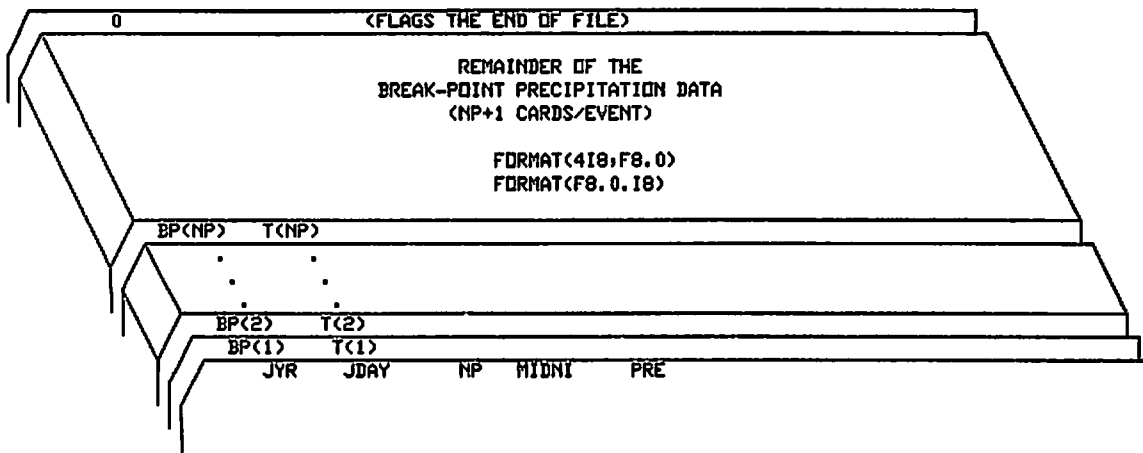 0 (FLAGS THE END OF FILE)
REMAINDER OF THE
BREAK-POINT PRECIPITATION DATA
(NP+1 CARDS/EVENT)
FORMAT(4I8,F8.0)
FORMAT(F8.0.I8)
BP(NP) T(NP)
. .
. .
. .
BP(2) T(2)
BP(1) T(1)
JYR JDAY NP MIDNI PRE